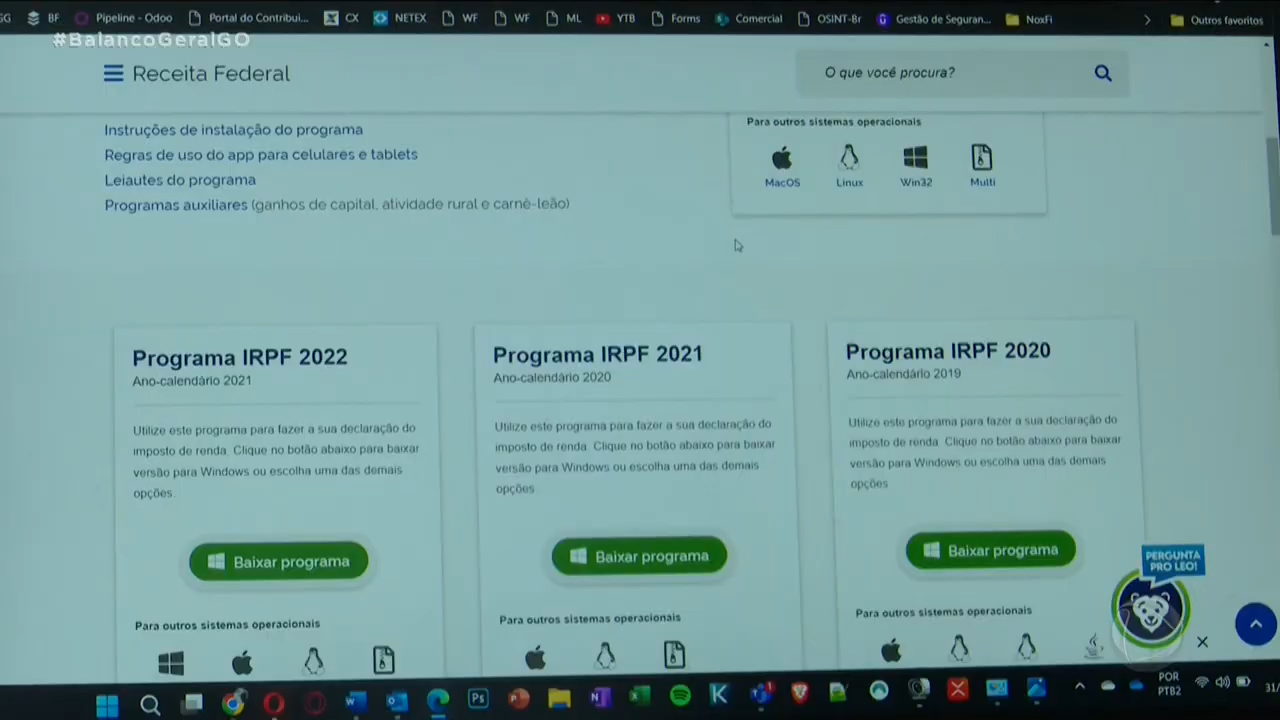 GG
BF
Pipeline - Odoo
Portal do Contribui...
CX
NETEX
WF
WF
ML
YTB
Forms
Comercial
OSINT-Br
Gestão de Seguran...
NoxFi
Outros favoritos
#BalancoGeralGO
Receita Federal
O que você procura?
Instruções de instalação do programa
Regras de uso do app para celulares e tablets
Leiautes do programa
Programas auxiliares (ganhos de capital, atividade rural e carnê-leão)
Para outros sistemas operacionais
MacOS
Linux
Win32
Multi
Programa IRPF 2022
Ano-calendário 2021
Utilize este programa para fazer a sua declaração do
imposto de renda. Clique no botão abaixo para baixar
versão para Windows ou escolha uma das demais
opções
Baixar programa
Para outros sistemas operacionais
Programa IRPF 2021
Ano-calendário 2020
Utilize este programa para fazer a sua declaração do
imposto de renda. Clique no botão abaixo para baixar
versão para Windows ou escolha uma das demais
opções
Baixar programa
Para outros sistemas operacionais
Programa IRPF 2020
Ano-calendário 2019
Utilize este programa para fazer a sua declaração do
imposto de renda. Clique no botão abaixo para baixar
versão para Windows ou escolha uma das demais
opções
Baixar programa
Para outros sistemas operacionais
PERGUNTA
PRO LEO!
Ps
POR
PTB2
31/